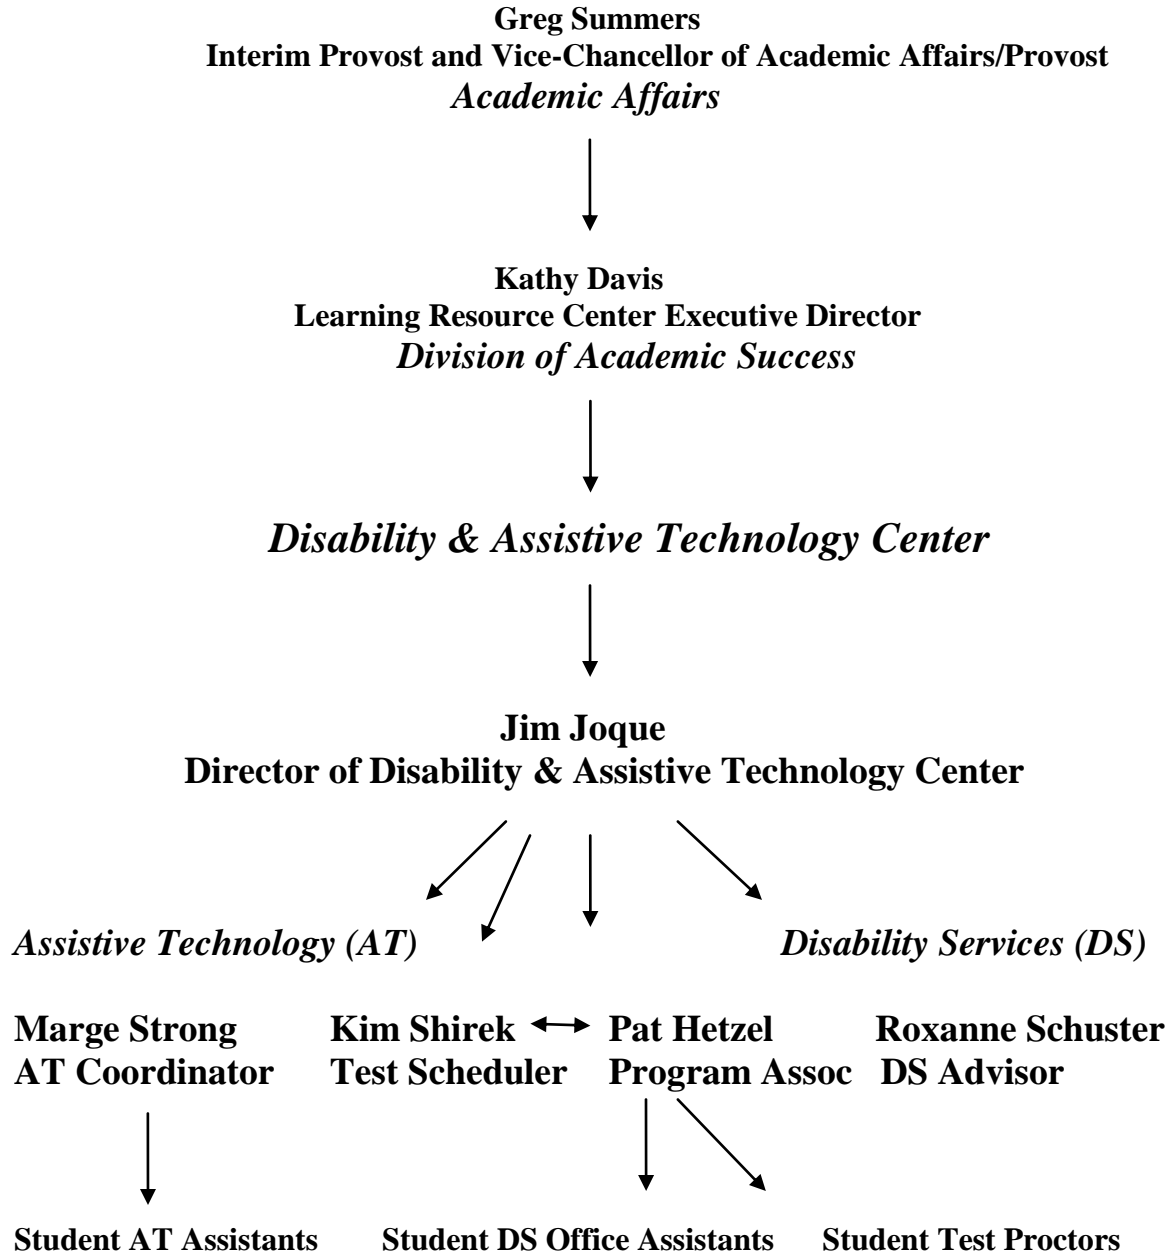 Greg Summers
Interim Provost and Vice-Chancellor of Academic Affairs/Provost
Academic Affairs
Kathy Davis
Learning Resource Center Executive Director
Division of Academic Success
Disability & Assistive Technology Center
Jim Joque
Director of Disability & Assistive Technology Center
Assistive Technology (AT) Disability Services (DS)
Marge Strong Kim Shirek Pat Hetzel Roxanne Schuster
AT Coordinator Test Scheduler Program Assoc DS Advisor
Student AT Assistants Student DS Office Assistants Student Test Proctors